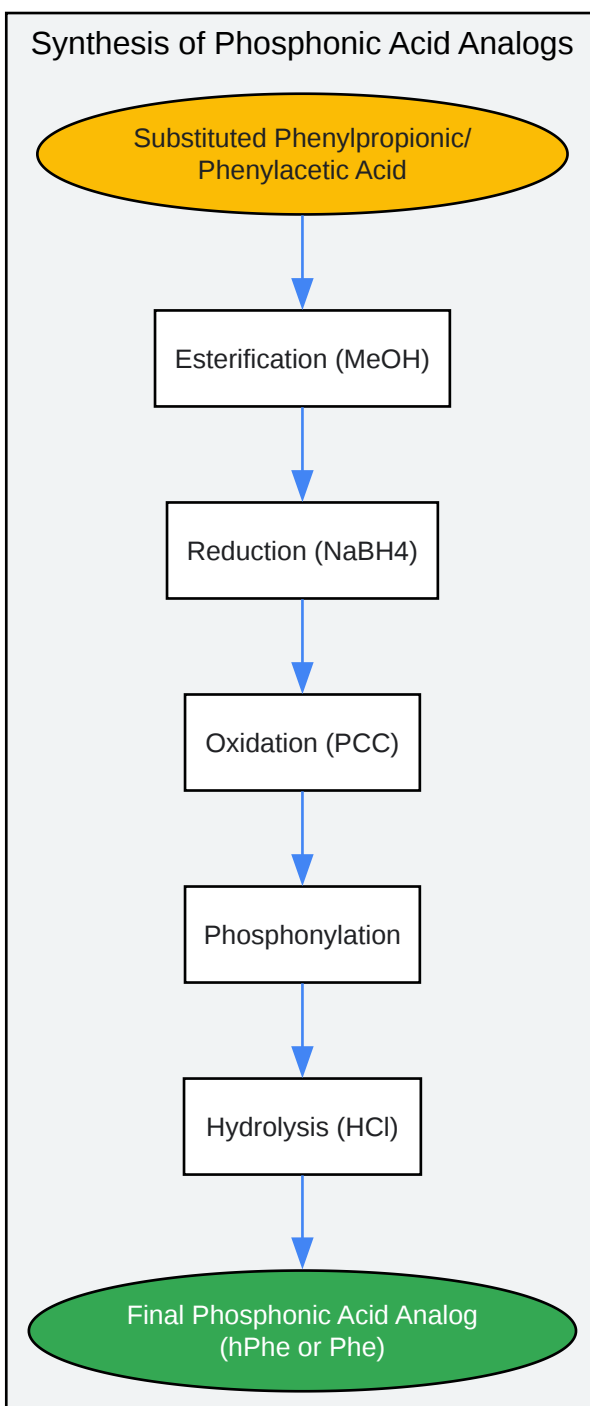 Synthesis of Phosphonic Acid Analogs
Substituted Phenylpropionic/
Phenylacetic Acid
Esterification (MeOH)
Reduction (NaBH4)
Oxidation (PCC)
Phosphonylation
Hydrolysis (HCl)
Final Phosphonic Acid Analog
(hPhe or Phe)